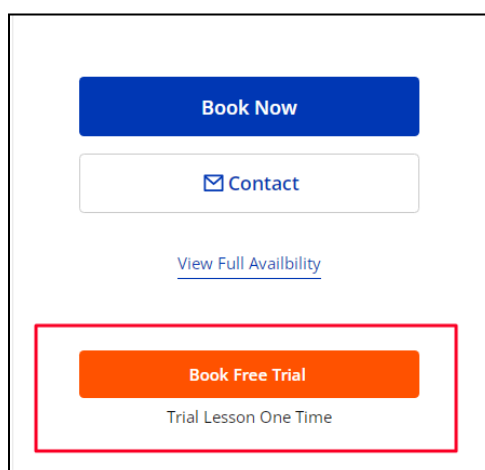 Book Now
Contact
View Full Availbility
Book Free Trial
Trial Lesson One Time